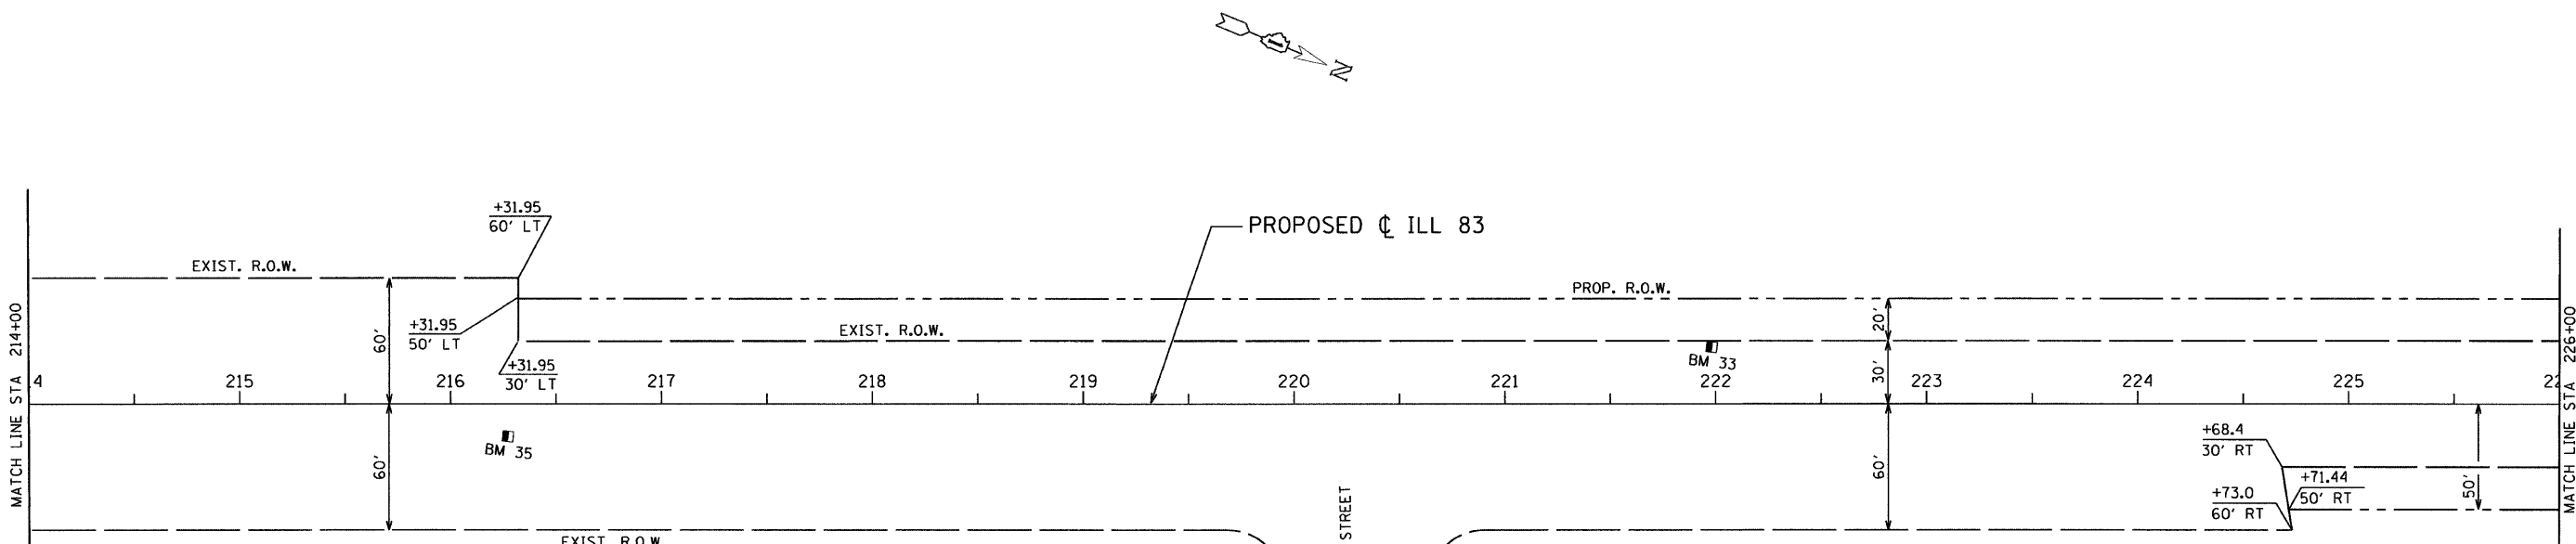 N
+31.95
60' LT
PROPOSED ℄ ILL 83
EXIST. R.O.W.
PROP. R.O.W.
+31.95
50' LT
EXIST. R.O.W.
20'
60'
30'
+31.95
30' LT
BM 33
MATCH LINE STA 214+00
MATCH LINE STA 226+00
.4 215 216 217 218 219 220 221 222 223 224 225 22
BM 35
60'
60'
50'
+68.4
30' RT
+71.44
50' RT
+73.0
60' RT
STREET
EXIST. R.O.W.